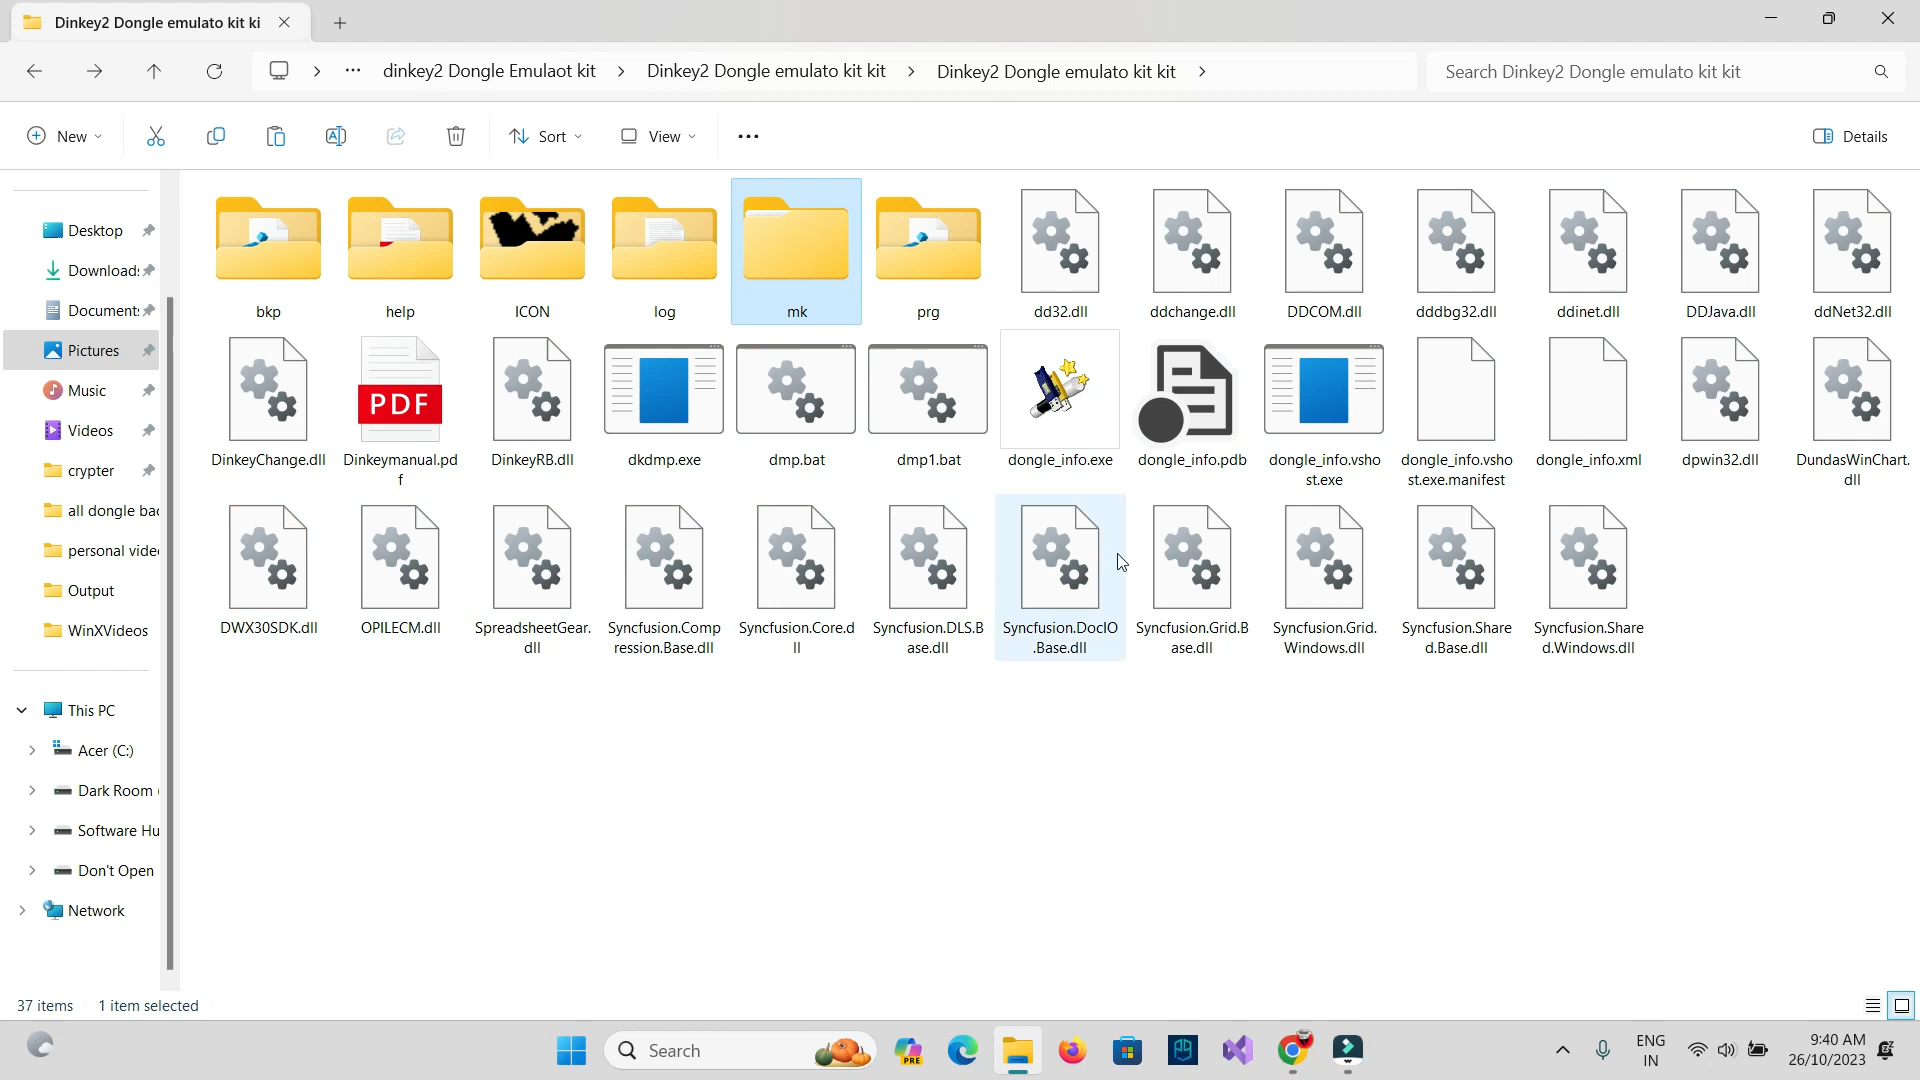 Dinkey2 Dongle emulato kit ki
dinkey2 Dongle Emulaot kit
Dinkey2 Dongle emulato kit kit
Dinkey2 Dongle emulato kit kit
Search Dinkey2 Dongle emulato kit kit
New
Sort
View
Details
Desktop
Downloads
Documents
Pictures
Music
Videos
crypter
all dongle bac
personal vide
Output
WinXVideos
This PC
Acer (C:)
Dark Room (
Software Hu
Don't Open
Network
bkp
help
ICON
log
mk
prg
dd32.dll
ddchange.dll
DDCOM.dll
dddbg32.dll
ddinet.dll
DDJava.dll
ddNet32.dll
DinkeyChange.dll
PDF
Dinkeymanual.pd
f
DinkeyRB.dll
dkdmp.exe
dmp.bat
dmp1.bat
dongle_info.exe
dongle_info.pdb
dongle_info.vsho
st.exe
dongle_info.vsho
st.exe.manifest
dongle_info.xml
dpwin32.dll
DundasWinChart.
dll
DWX30SDK.dll
OPILECM.dll
SpreadsheetGear.
dll
Syncfusion.Comp
ression.Base.dll
Syncfusion.Core.d
ll
Syncfusion.DLS.B
ase.dll
Syncfusion.DocIO
.Base.dll
Syncfusion.Grid.B
ase.dll
Syncfusion.Grid.
Windows.dll
Syncfusion.Share
d.Base.dll
Syncfusion.Share
d.Windows.dll
37 items
1 item selected
Search
PRE
ENG
IN
9:40 AM
26/10/2023